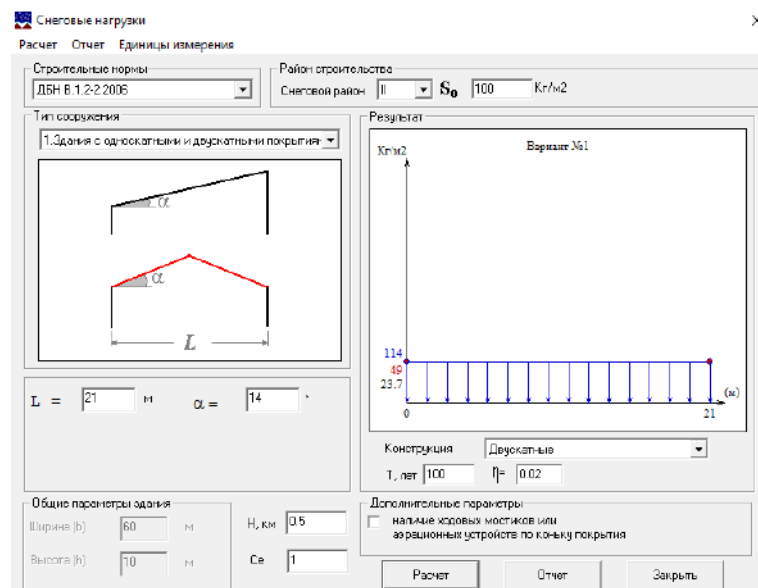 Снеговые нагрузки
Расчет Отчет Единицы измерения
Строительные нормы
ДБН В.1.2-2.2006
Район строительства
Снеговой район II S₀ 100 Кг/м2
Тип сооружения
1.Здания с односкатными и двускатными покрытиям
α
α
L
L = 21 м α = 14 °
Общие параметры здания
Ширина (b) 60 м
Высота (h) 10 м
H, км 0.5
Ce 1
Результат
Кг/м2
Вариант №1
114
49
23.7
0 21 (м)
Конструкция Двускатные
T, лет 100 η= 0.02
Дополнительные параметры
наличие ходовых мостиков или
аэрационных устройств по коньку покрытия
Расчет Отчет Закрыть